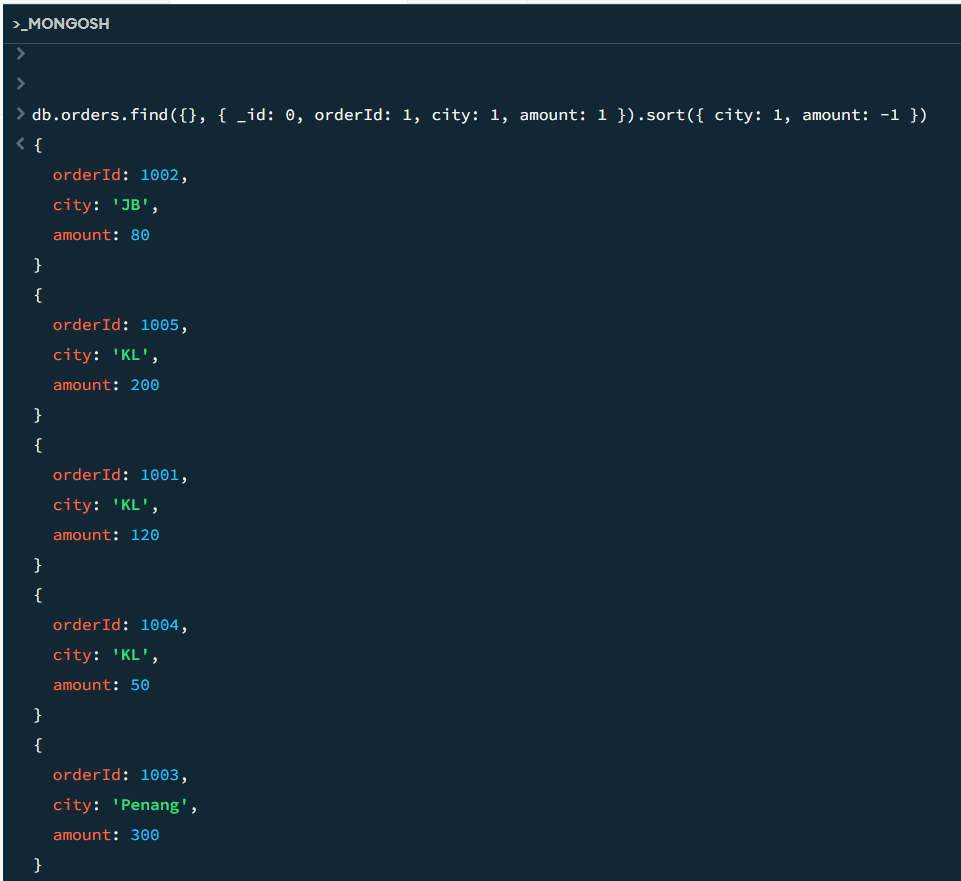 >_MONGOSH
>
>
> db.orders.find({}, { _id: 0, orderId: 1, city: 1, amount: 1 }).sort({ city: 1, amount: -1 })
< {
orderId: 1002,
city: 'JB',
amount: 80
}
{
orderId: 1005,
city: 'KL',
amount: 200
}
{
orderId: 1001,
city: 'KL',
amount: 120
}
{
orderId: 1004,
city: 'KL',
amount: 50
}
{
orderId: 1003,
city: 'Penang',
amount: 300
}